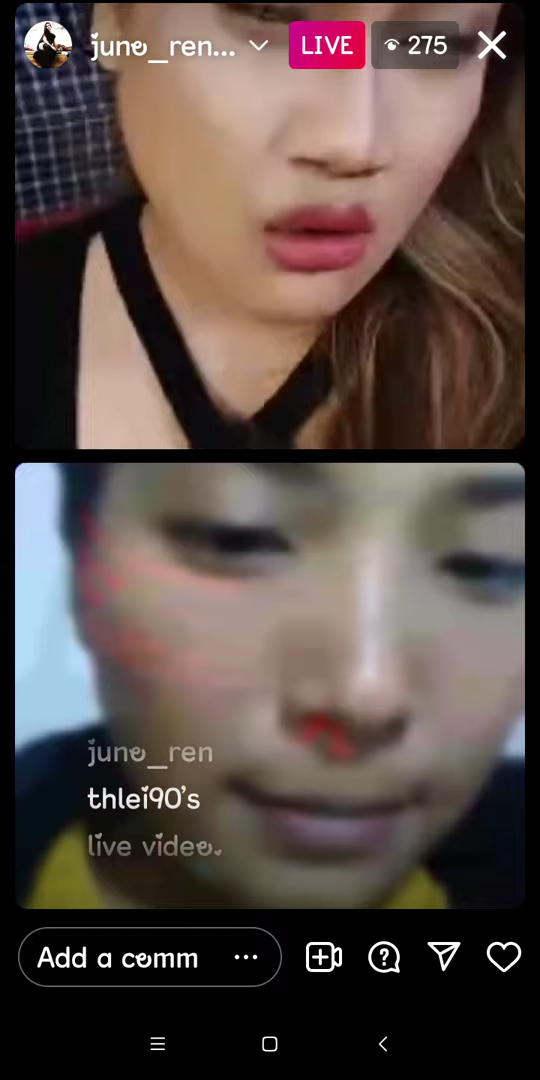 june_ren...
LIVE
275
june_ren
thlei90's
live video.
Add a comm